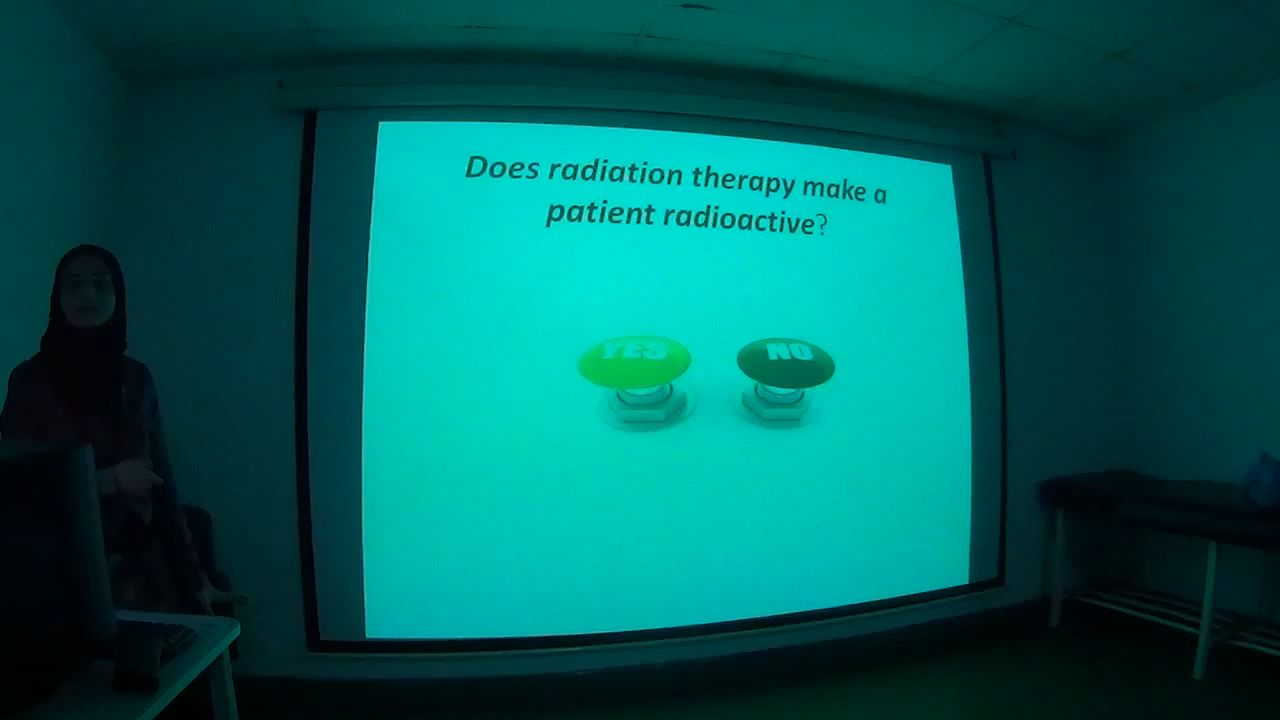 Does radiation therapy make a
patient radioactive?
YES NO